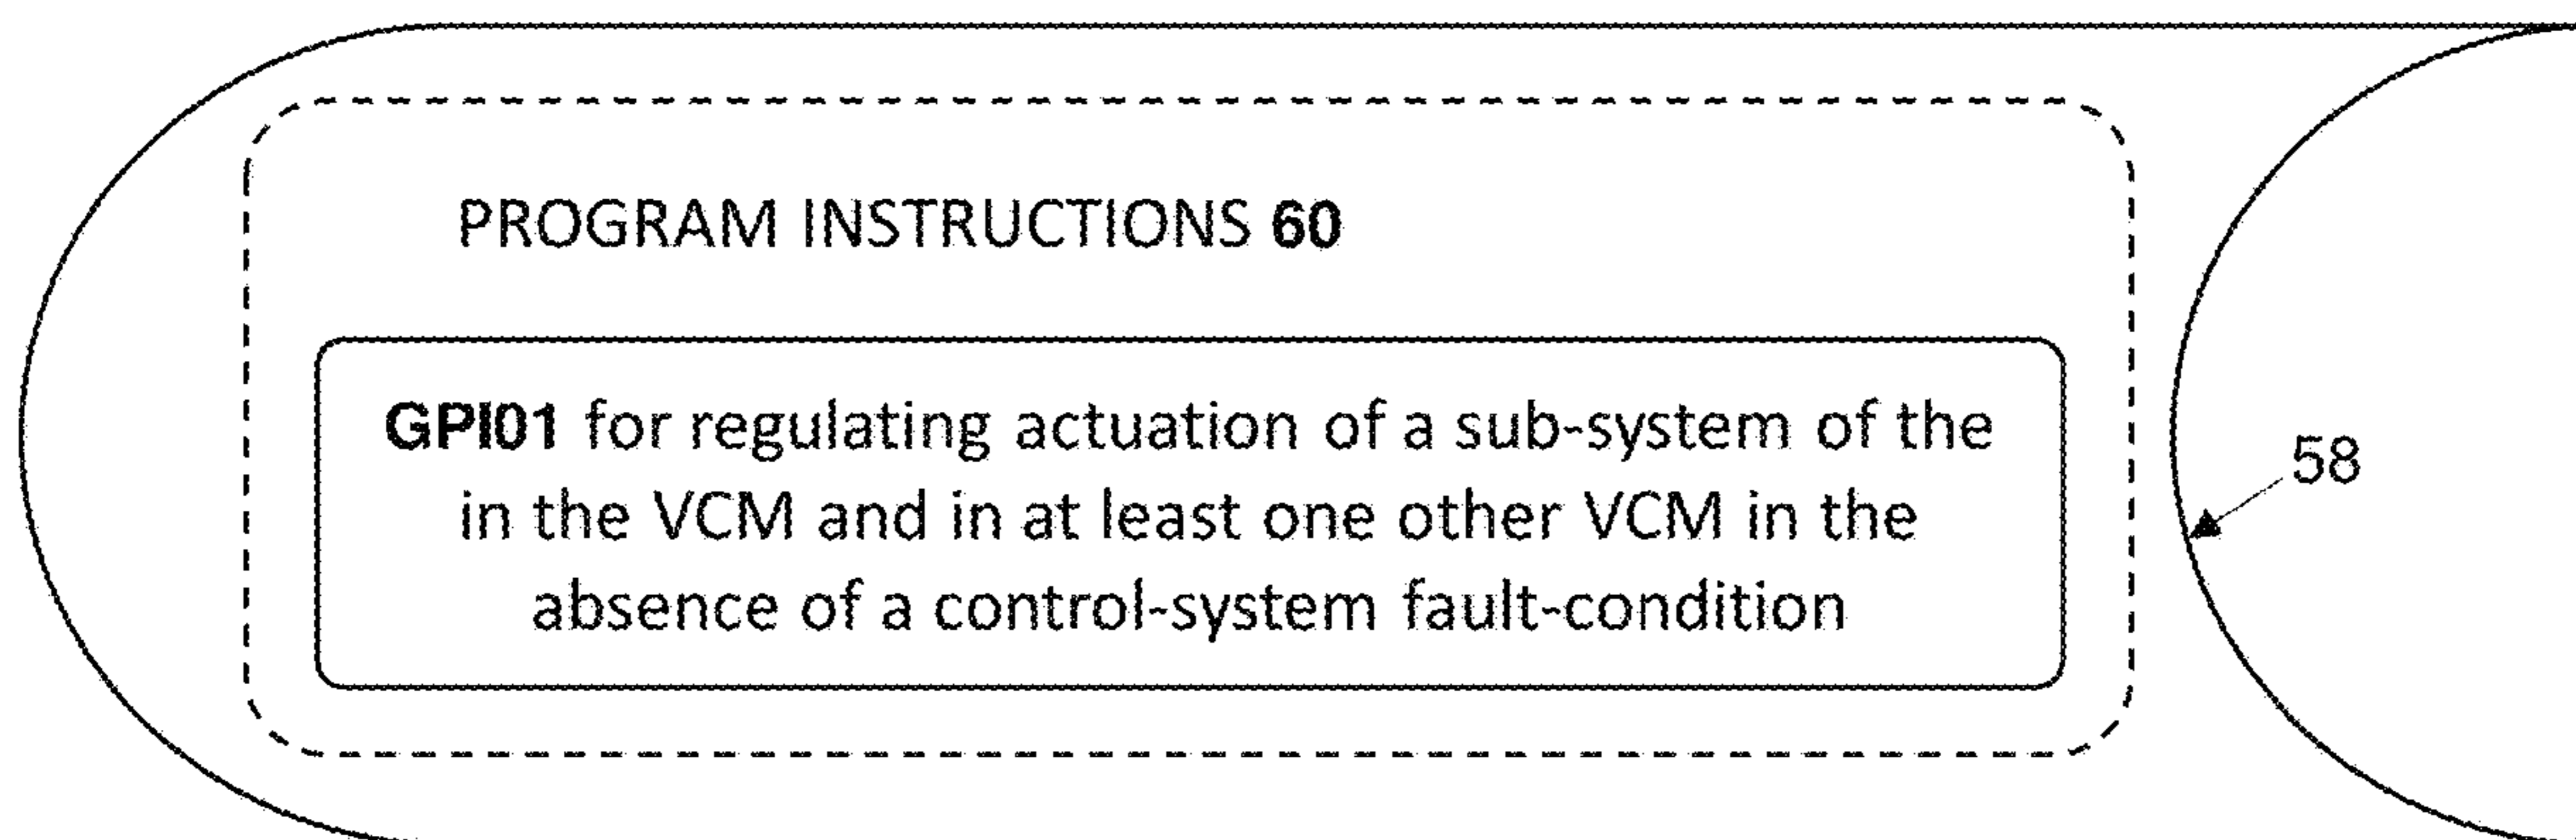 PROGRAM INSTRUCTIONS 60
GPI01 for regulating actuation of a sub-system of the
in the VCM and in at least one other VCM in the
absence of a control-system fault-condition
58